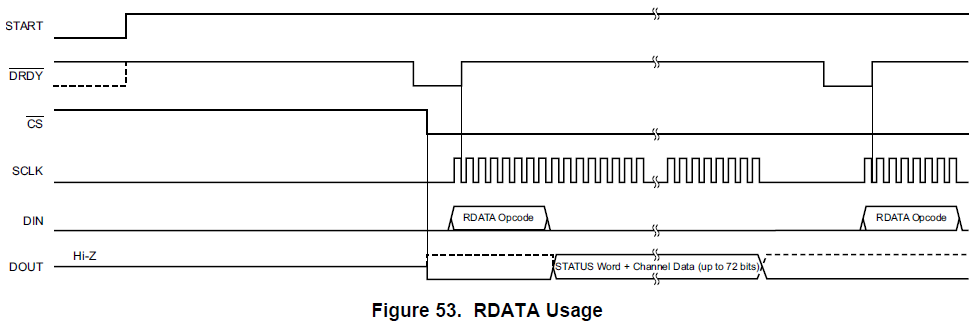 START
DRDY
CS
SCLK
DIN
RDATA Opcode
RDATA Opcode
DOUT
Hi-Z
STATUS Word + Channel Data (up to 72 bits)
Figure 53. RDATA Usage